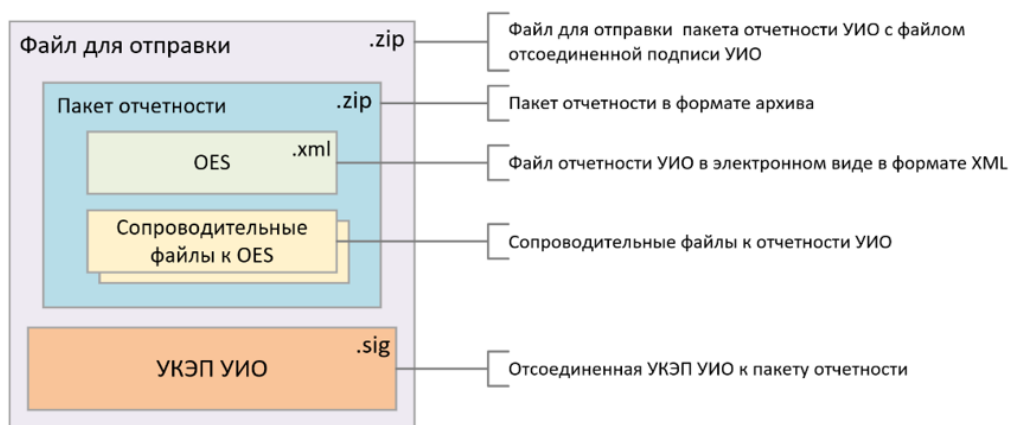 Файл для отправки
.zip
Файл для отправки пакета отчетности УИО с файлом
отсоединенной подписи УИО
Пакет отчетности
.zip
Пакет отчетности в формате архива
OES
.xml
Файл отчетности УИО в электронном виде в формате XML
Сопроводительные
файлы к OES
Сопроводительные файлы к отчетности УИО
УКЭП УИО
.sig
Отсоединенная УКЭП УИО к пакету отчетности